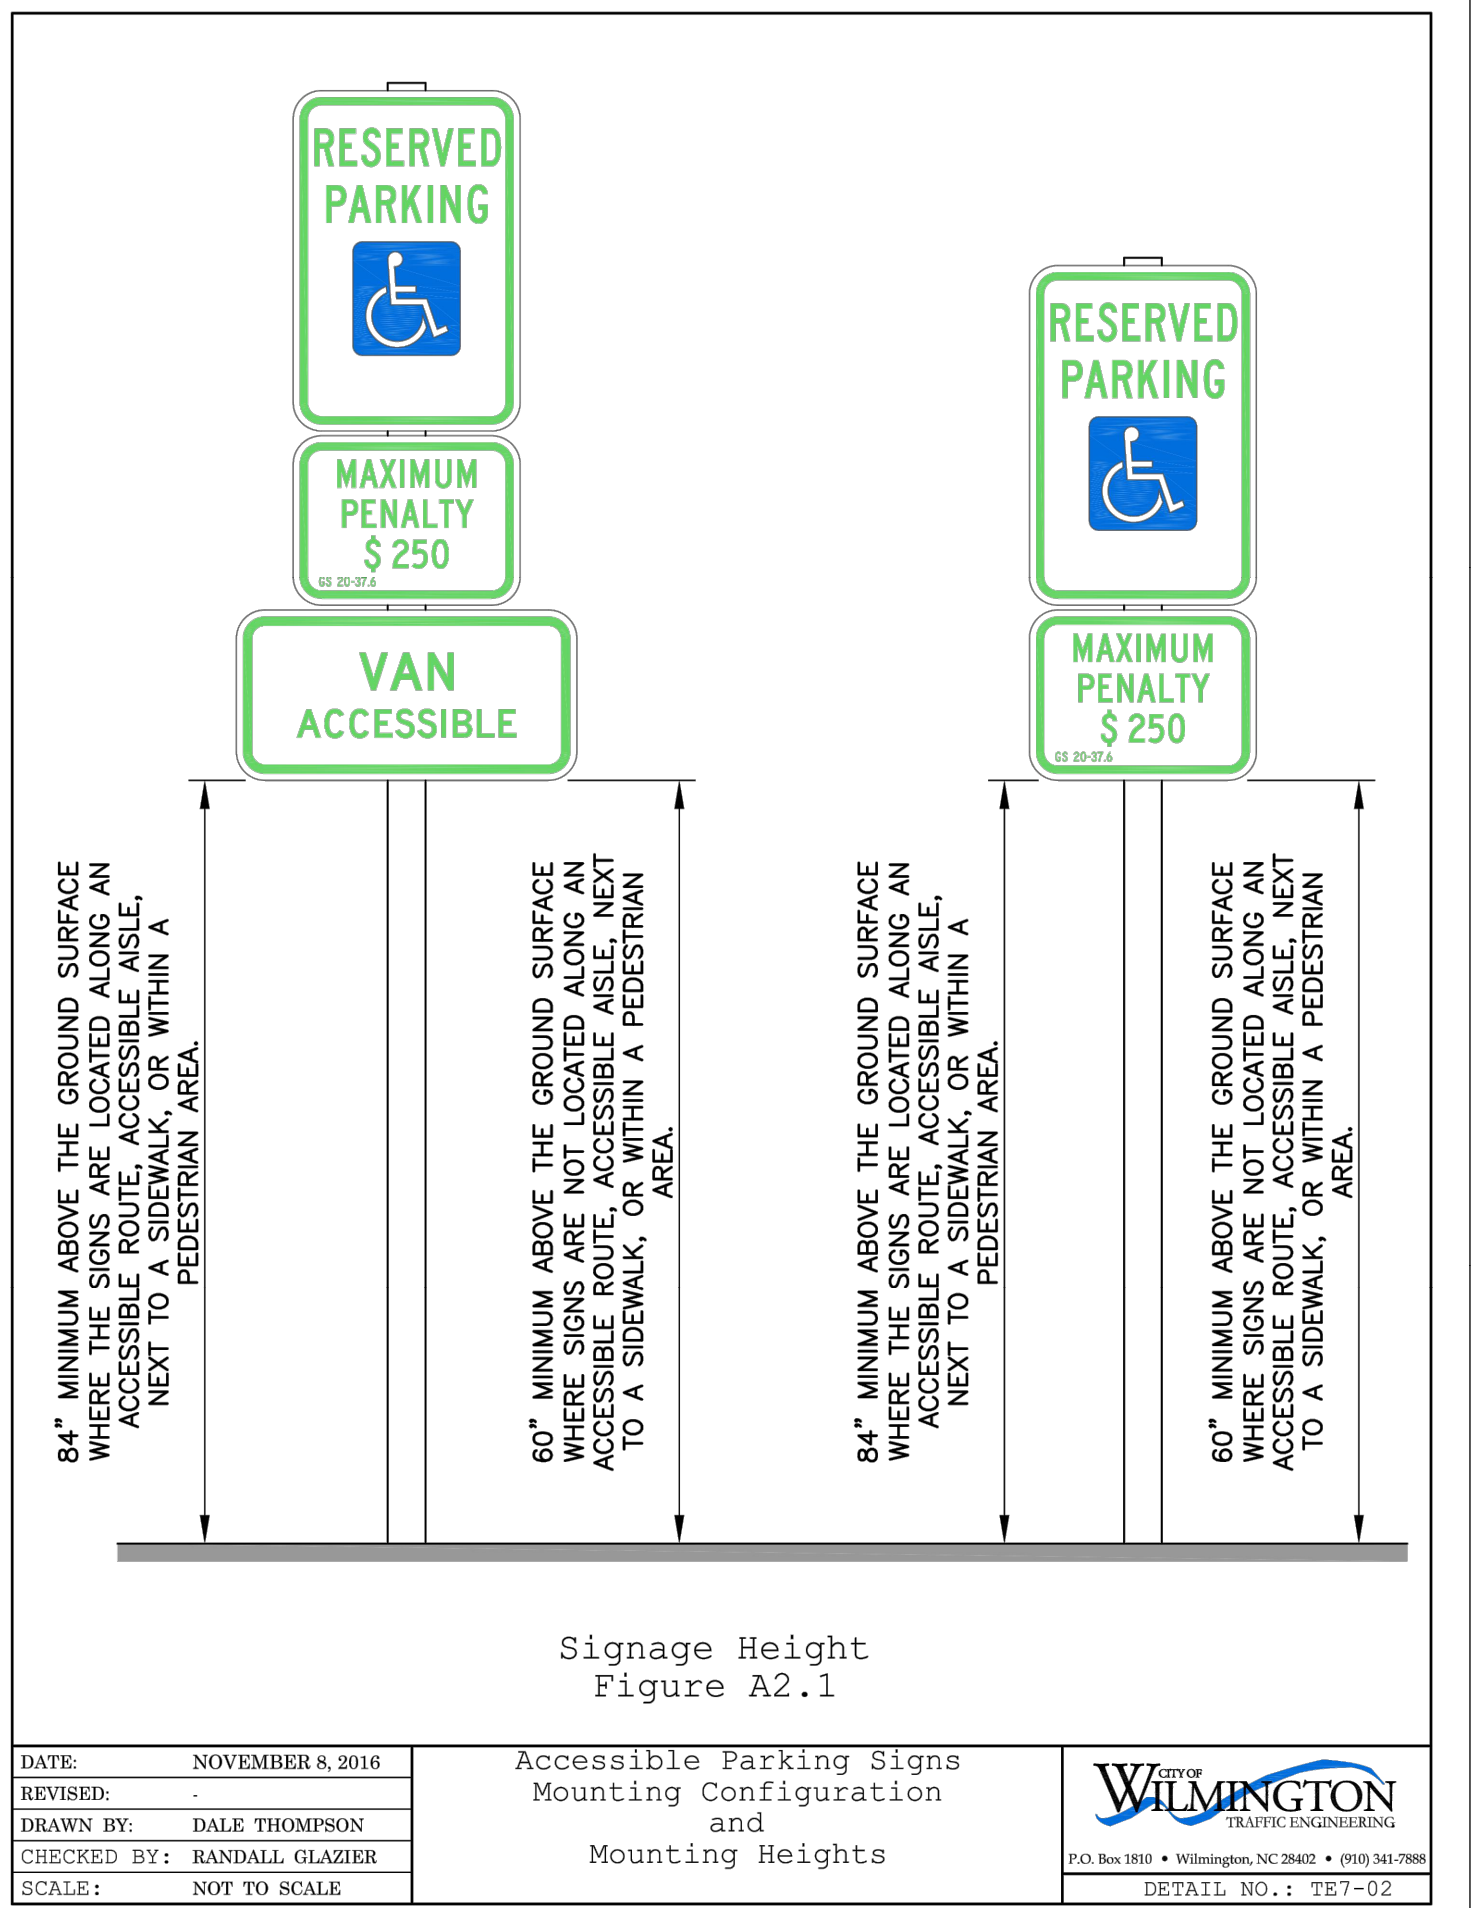 RESERVED
PARKING
MAXIMUM
PENALTY
$ 250
GS 20-37.6
VAN
ACCESSIBLE
RESERVED
PARKING
MAXIMUM
PENALTY
$ 250
GS 20-37.6
84" MINIMUM ABOVE THE GROUND SURFACE
WHERE THE SIGNS ARE LOCATED ALONG AN
ACCESSIBLE ROUTE, ACCESSIBLE AISLE,
NEXT TO A SIDEWALK, OR WITHIN A
PEDESTRIAN AREA.
60" MINIMUM ABOVE THE GROUND SURFACE
WHERE SIGNS ARE NOT LOCATED ALONG AN
ACCESSIBLE ROUTE, ACCESSIBLE AISLE, NEXT
TO A SIDEWALK, OR WITHIN A PEDESTRIAN
AREA.
84" MINIMUM ABOVE THE GROUND SURFACE
WHERE THE SIGNS ARE LOCATED ALONG AN
ACCESSIBLE ROUTE, ACCESSIBLE AISLE,
NEXT TO A SIDEWALK, OR WITHIN A
PEDESTRIAN AREA.
60" MINIMUM ABOVE THE GROUND SURFACE
WHERE SIGNS ARE NOT LOCATED ALONG AN
ACCESSIBLE ROUTE, ACCESSIBLE AISLE, NEXT
TO A SIDEWALK, OR WITHIN A PEDESTRIAN
AREA.
Signage Height
Figure A2.1
DATE: NOVEMBER 8, 2016
REVISED: -
DRAWN BY: DALE THOMPSON
CHECKED BY: RANDALL GLAZIER
SCALE: NOT TO SCALE
Accessible Parking Signs
Mounting Configuration
and
Mounting Heights
CITY OF
WILMINGTON
TRAFFIC ENGINEERING
P.O. Box 1810 • Wilmington, NC 28402 • (910) 341-7888
DETAIL NO.: TE7-02